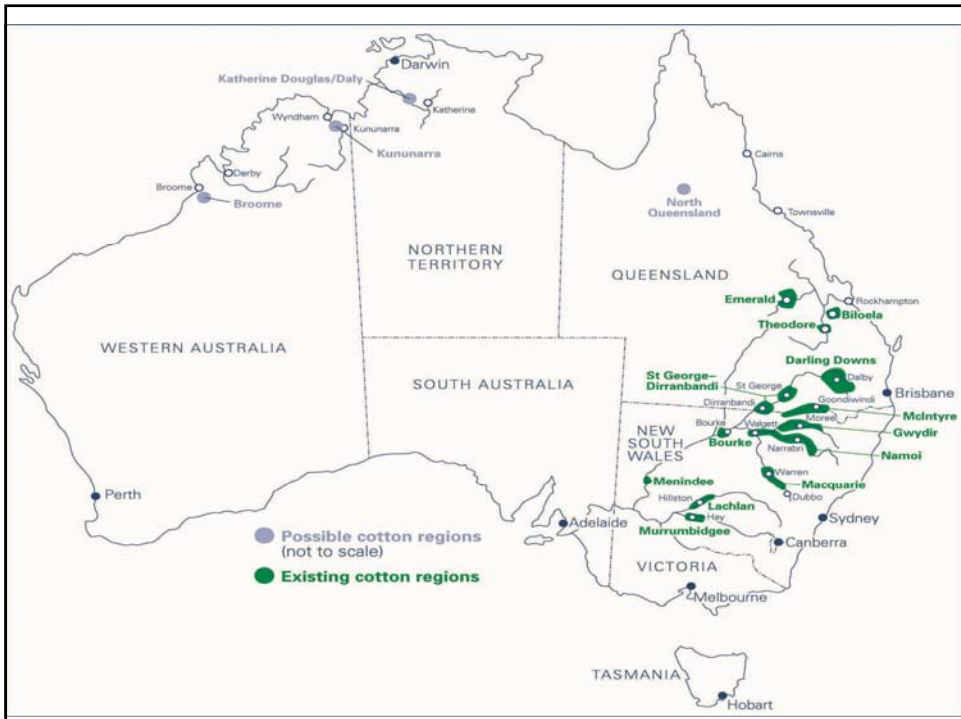 Darwin
Katherine Douglas/Daly
Katherine
Wyndham
Kununarra
Kununarra
Derby
Broome
Broome
Cairns
North
Queensland
Townsville
NORTHERN
TERRITORY
QUEENSLAND
Emerald
Rockhampton
Biloela
Theodore
WESTERN AUSTRALIA
Darling Downs
Dalby
St George–
Dirranbandi
St George
SOUTH AUSTRALIA
Brisbane
Goondiwindi
Dirranbandi
McIntyre
Moree
Bourke
Walgett
Gwydir
NEW
SOUTH
WALES
Bourke
Narrabri
Namoi
Warren
Menindee
Macquarie
Dubbo
Hillston
Lachlan
Perth
Hay
Sydney
Adelaide
Murrumbidgee
Canberra
Possible cotton regions
(not to scale)
VICTORIA
Existing cotton regions
Melbourne
TASMANIA
Hobart